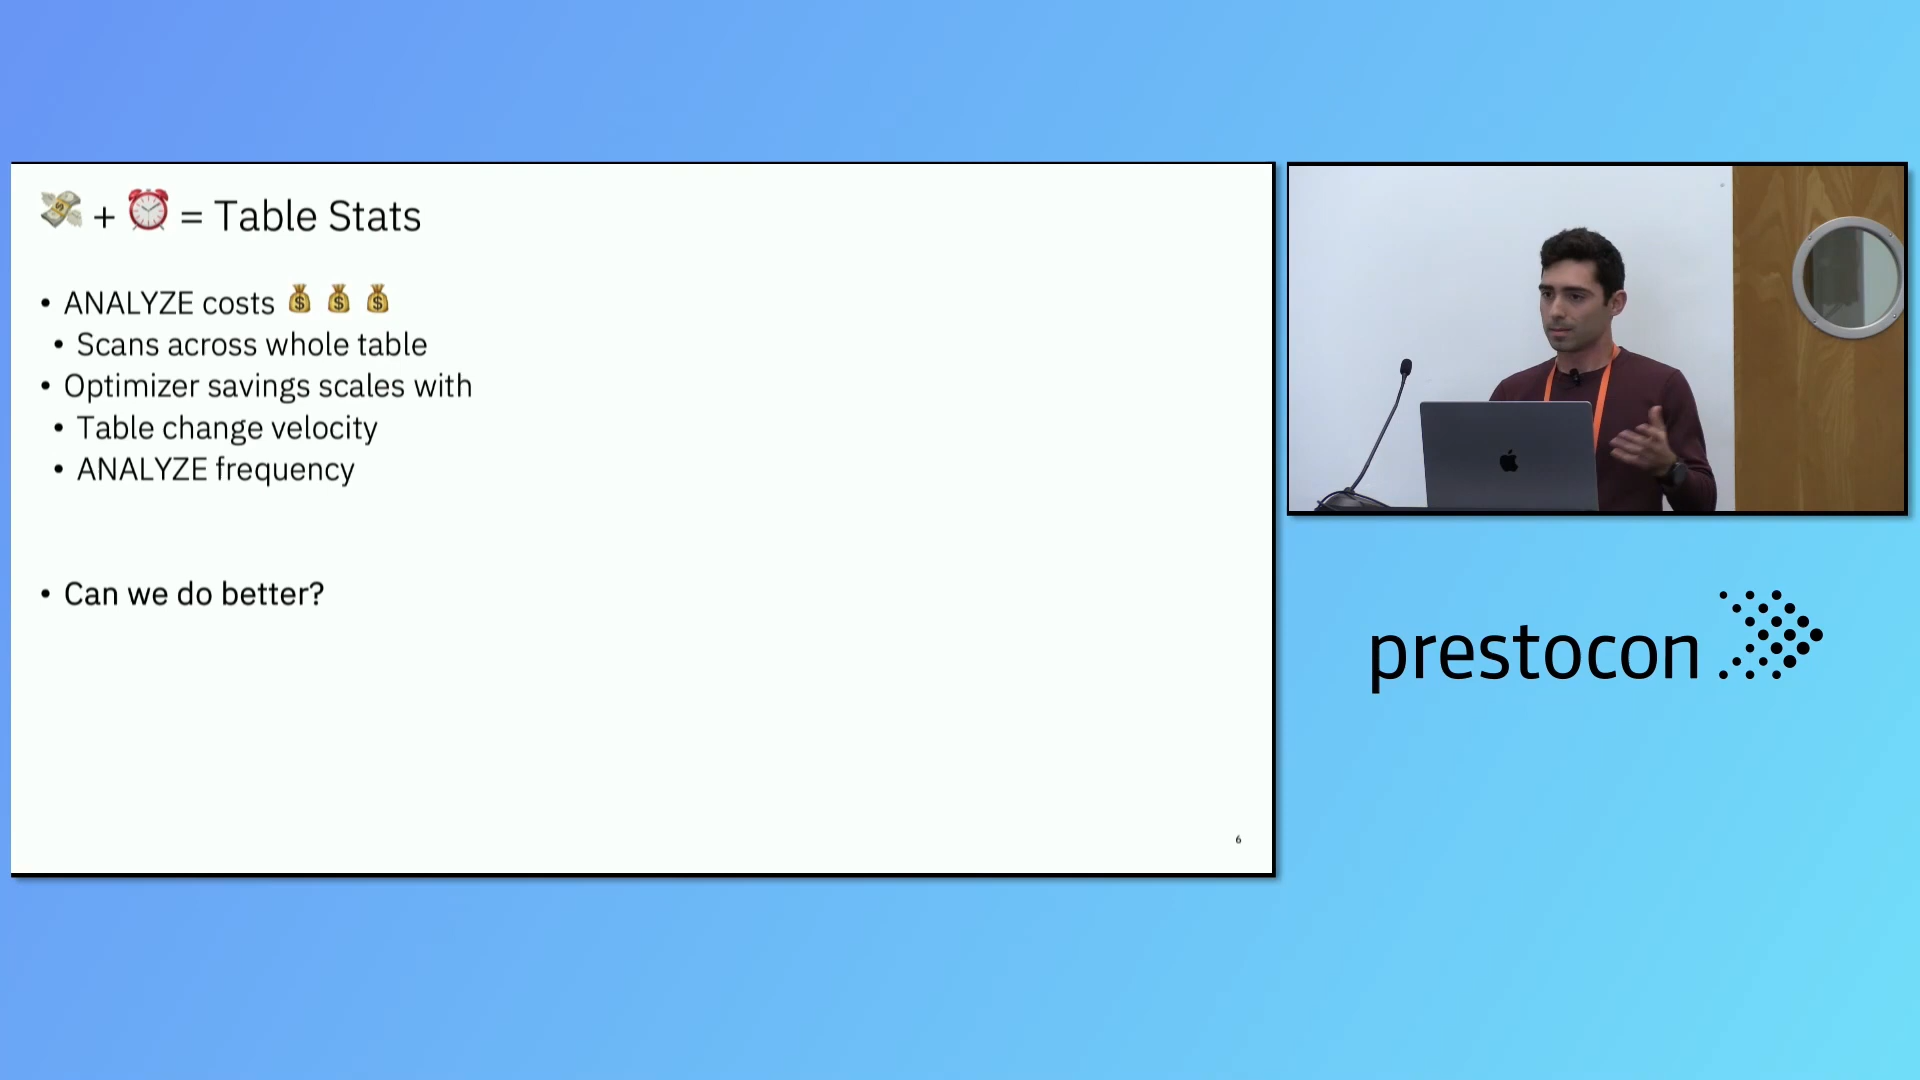 💸 + ⏰ = Table Stats
• ANALYZE costs 💰 💰 💰
• Scans across whole table
• Optimizer savings scales with
• Table change velocity
• ANALYZE frequency
• Can we do better?
6
prestocon